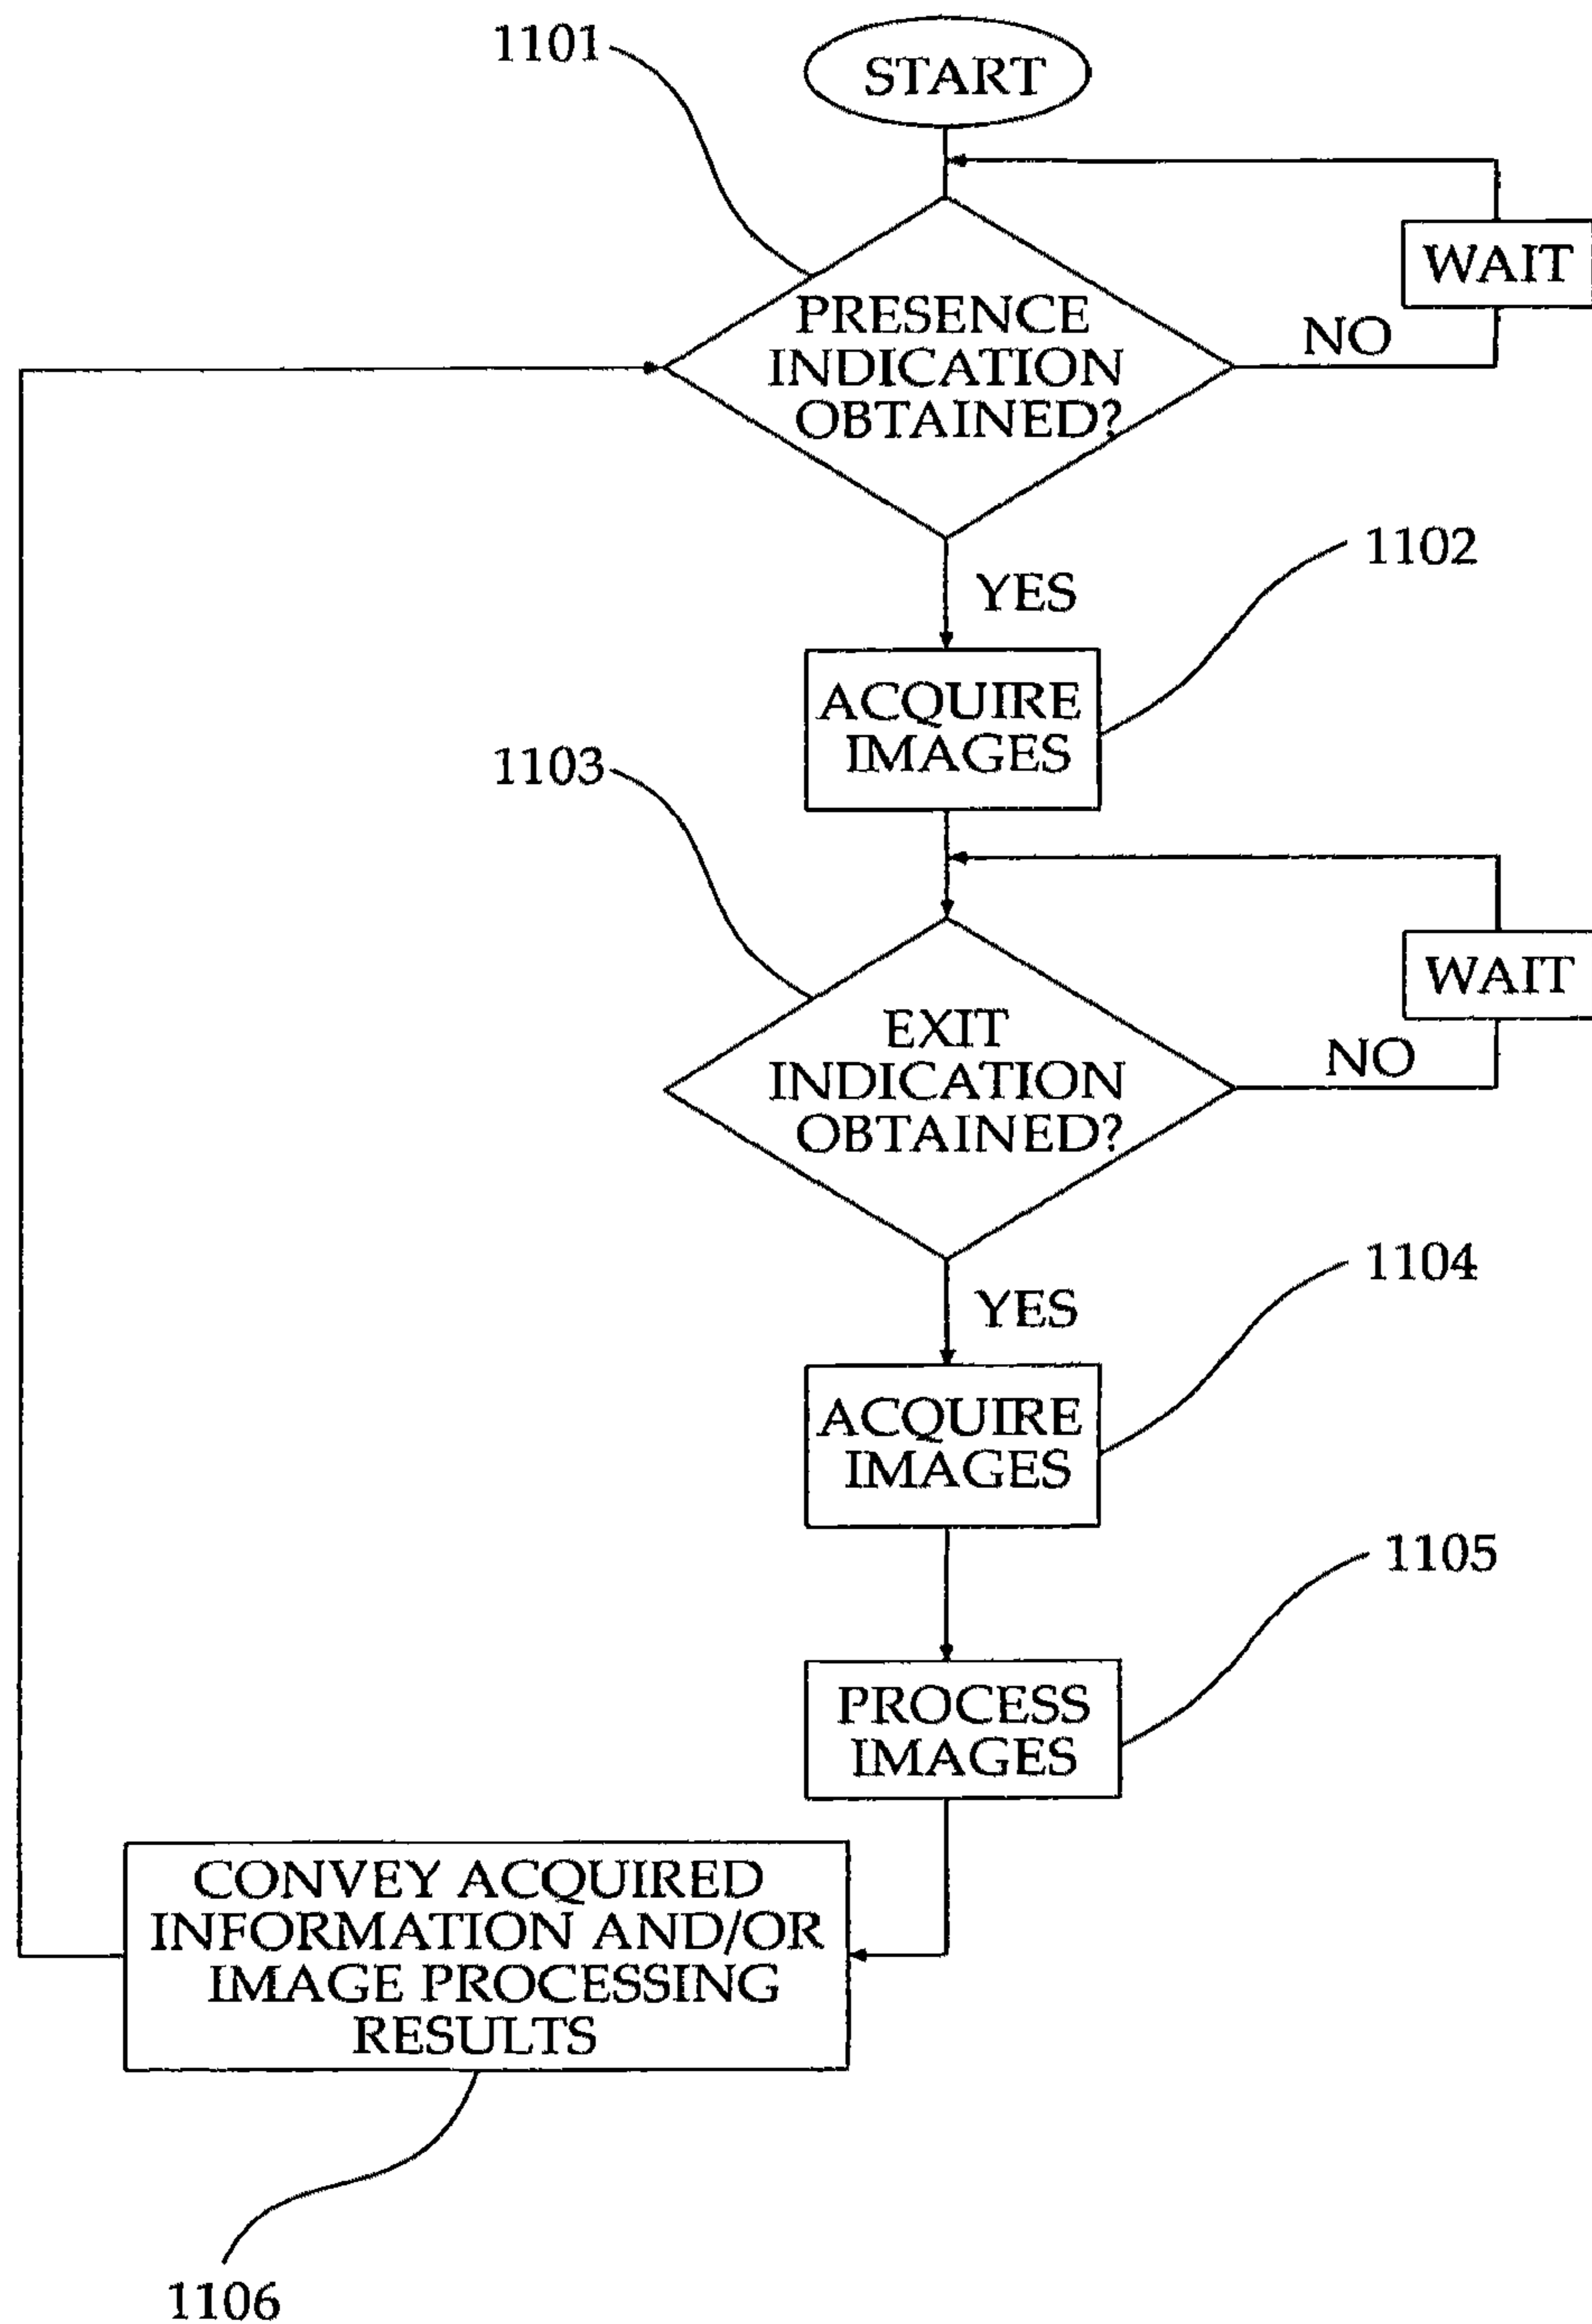 1101
START
WAIT
PRESENCE
INDICATION
OBTAINED?
NO
1102
YES
ACQUIRE
IMAGES
1103
WAIT
EXIT
INDICATION
OBTAINED?
NO
1104
YES
ACQUIRE
IMAGES
1105
PROCESS
IMAGES
CONVEY ACQUIRED
INFORMATION AND/OR
IMAGE PROCESSING
RESULTS
1106